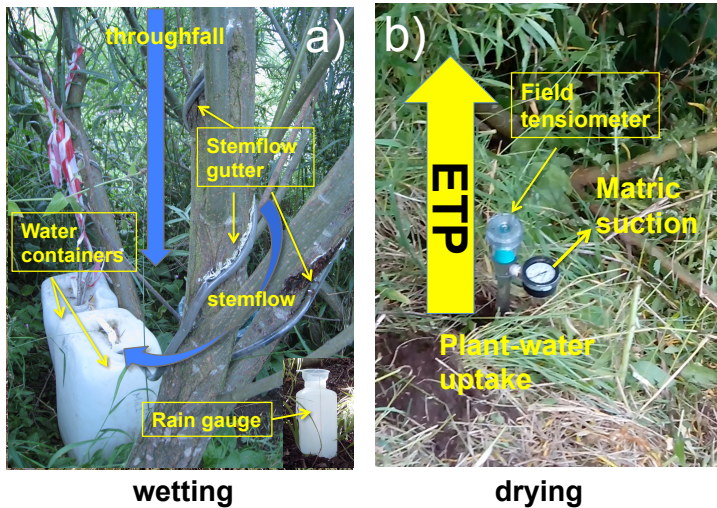 throughfall
a)
Stemflow
gutter
Water
containers
stemflow
Rain gauge
wetting
b)
Field
tensiometer
ETP
Matric
suction
Plant-water
uptake
drying